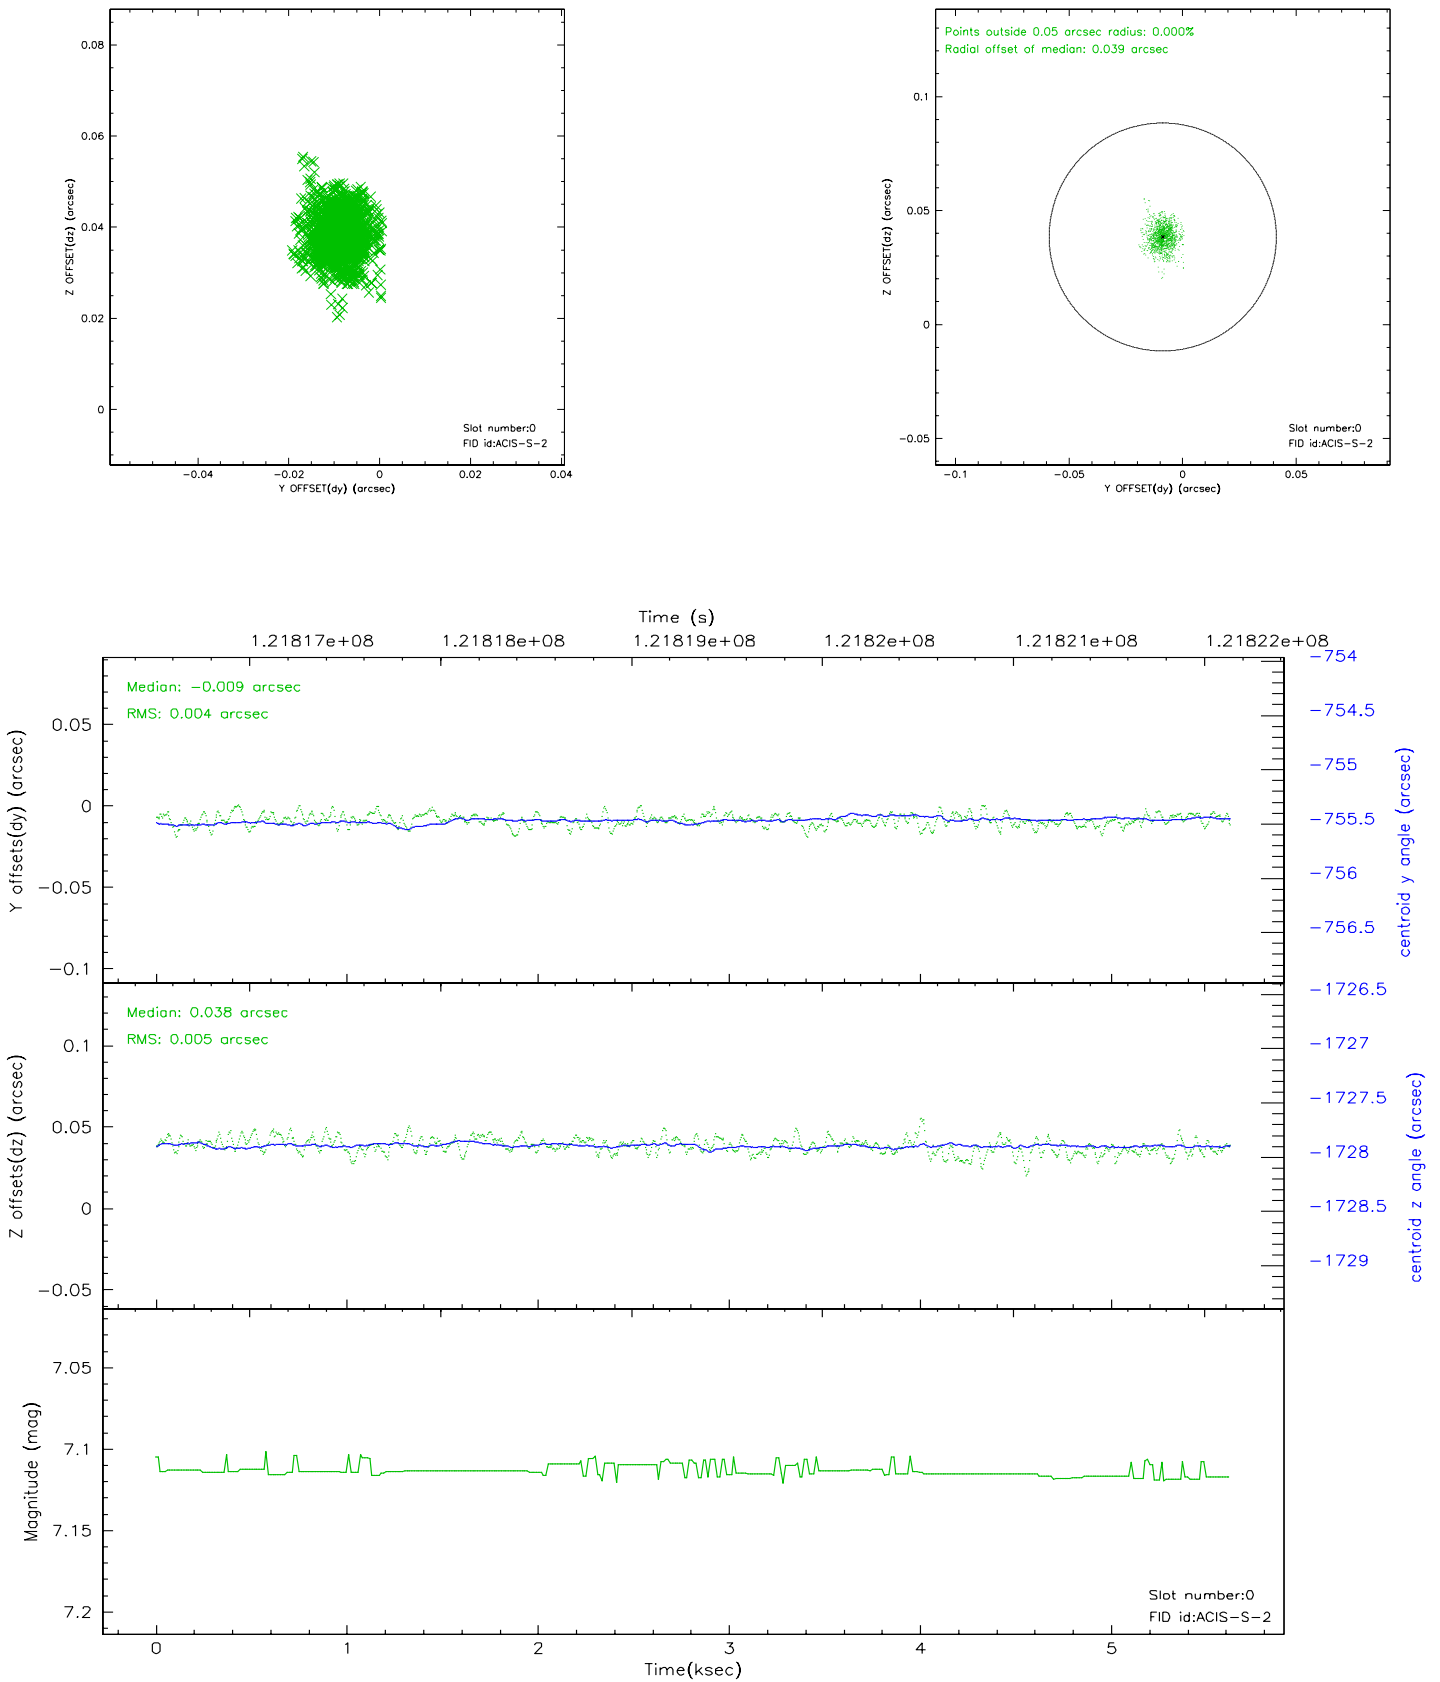 0.08
0.06
0.04
0.02
0
Z OFFSET(dz) (arcsec)
Slot number:0
FID id:ACIS-S-2
-0.04
-0.02
0
0.02
0.04
Y OFFSET(dy) (arcsec)
Points outside 0.05 arcsec radius: 0.000%
Radial offset of median: 0.039 arcsec
0.1
0.05
0
-0.05
Z OFFSET(dz) (arcsec)
Slot number:0
FID id:ACIS-S-2
-0.1
-0.05
0
0.05
Y OFFSET(dy) (arcsec)
Time (s)
1.21817e+08
1.21818e+08
1.21819e+08
1.2182e+08
1.21821e+08
1.21822e+08
Median: -0.009 arcsec
RMS: 0.004 arcsec
0.05
0
-0.05
-0.1
Y offsets(dy) (arcsec)
-754
-754.5
-755
-755.5
-756
-756.5
centroid y angle (arcsec)
Median: 0.038 arcsec
RMS: 0.005 arcsec
0.1
0.05
0
-0.05
Z offsets(dz) (arcsec)
-1726.5
-1727
-1727.5
-1728
-1728.5
-1729
centroid z angle (arcsec)
7.05
7.1
7.15
7.2
Magnitude (mag)
Slot number:0
FID id:ACIS-S-2
0
1
2
3
4
5
Time(ksec)